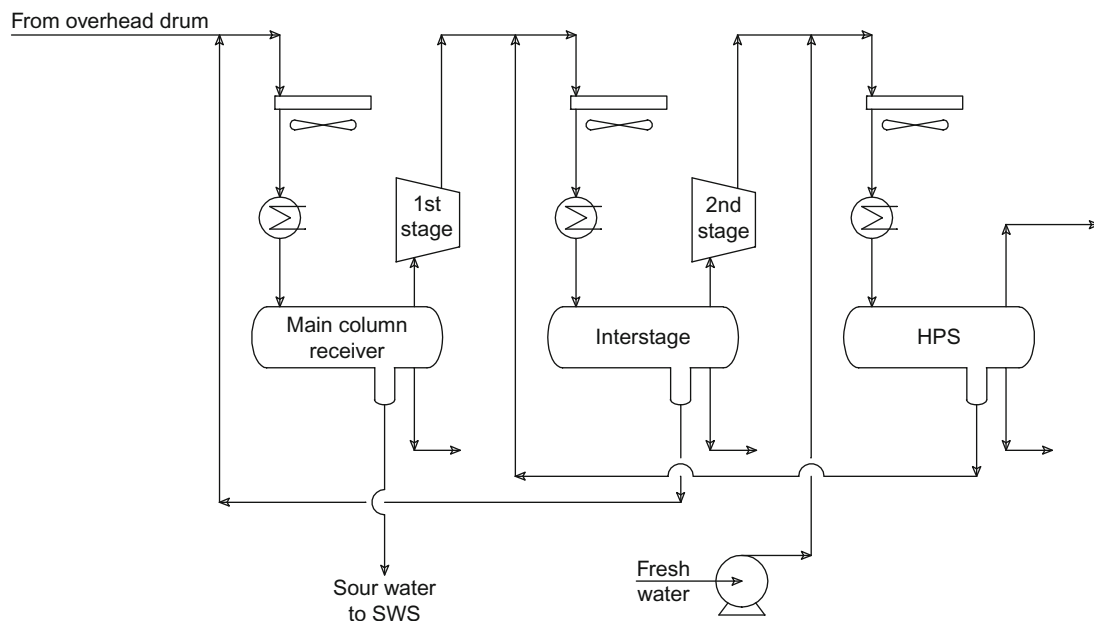 From overhead drum
1st
stage
2nd
stage
Main column
receiver
Interstage
HPS
Sour water
to SWS
Fresh
water